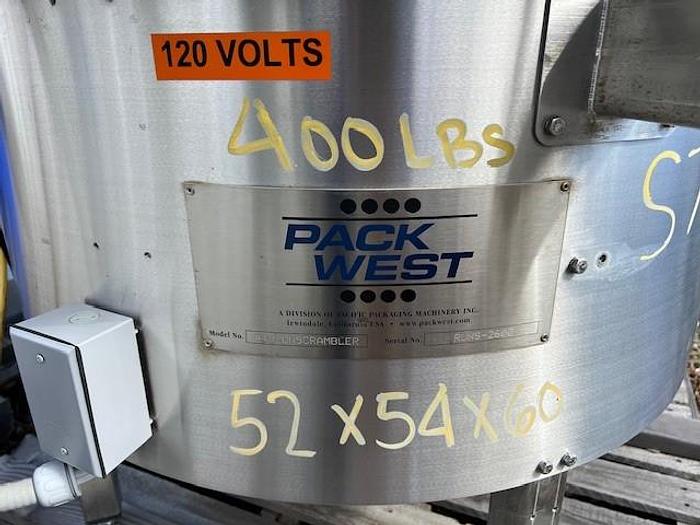 120 VOLTS
400 LBS
PACK
WEST
A DIVISION OF PACIFIC PACKAGING MACHINERY INC.
Irwindale, California USA • www.packwest.com
Model No. UNSCRAMBLER Serial No.
52 X 54 X 60